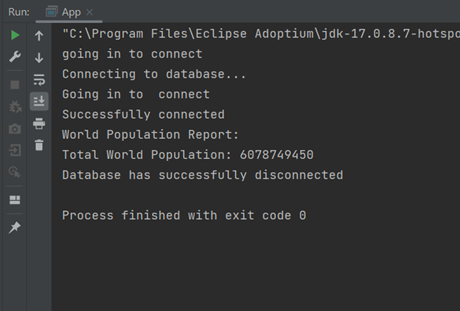 Run: App
"C:\Program Files\Eclipse Adoptium\jdk-17.0.8.7-hotspo
going in to connect
Connecting to database...
Going in to  connect
Successfully connected
World Population Report:
Total World Population: 6078749450
Database has successfully disconnected
Process finished with exit code 0